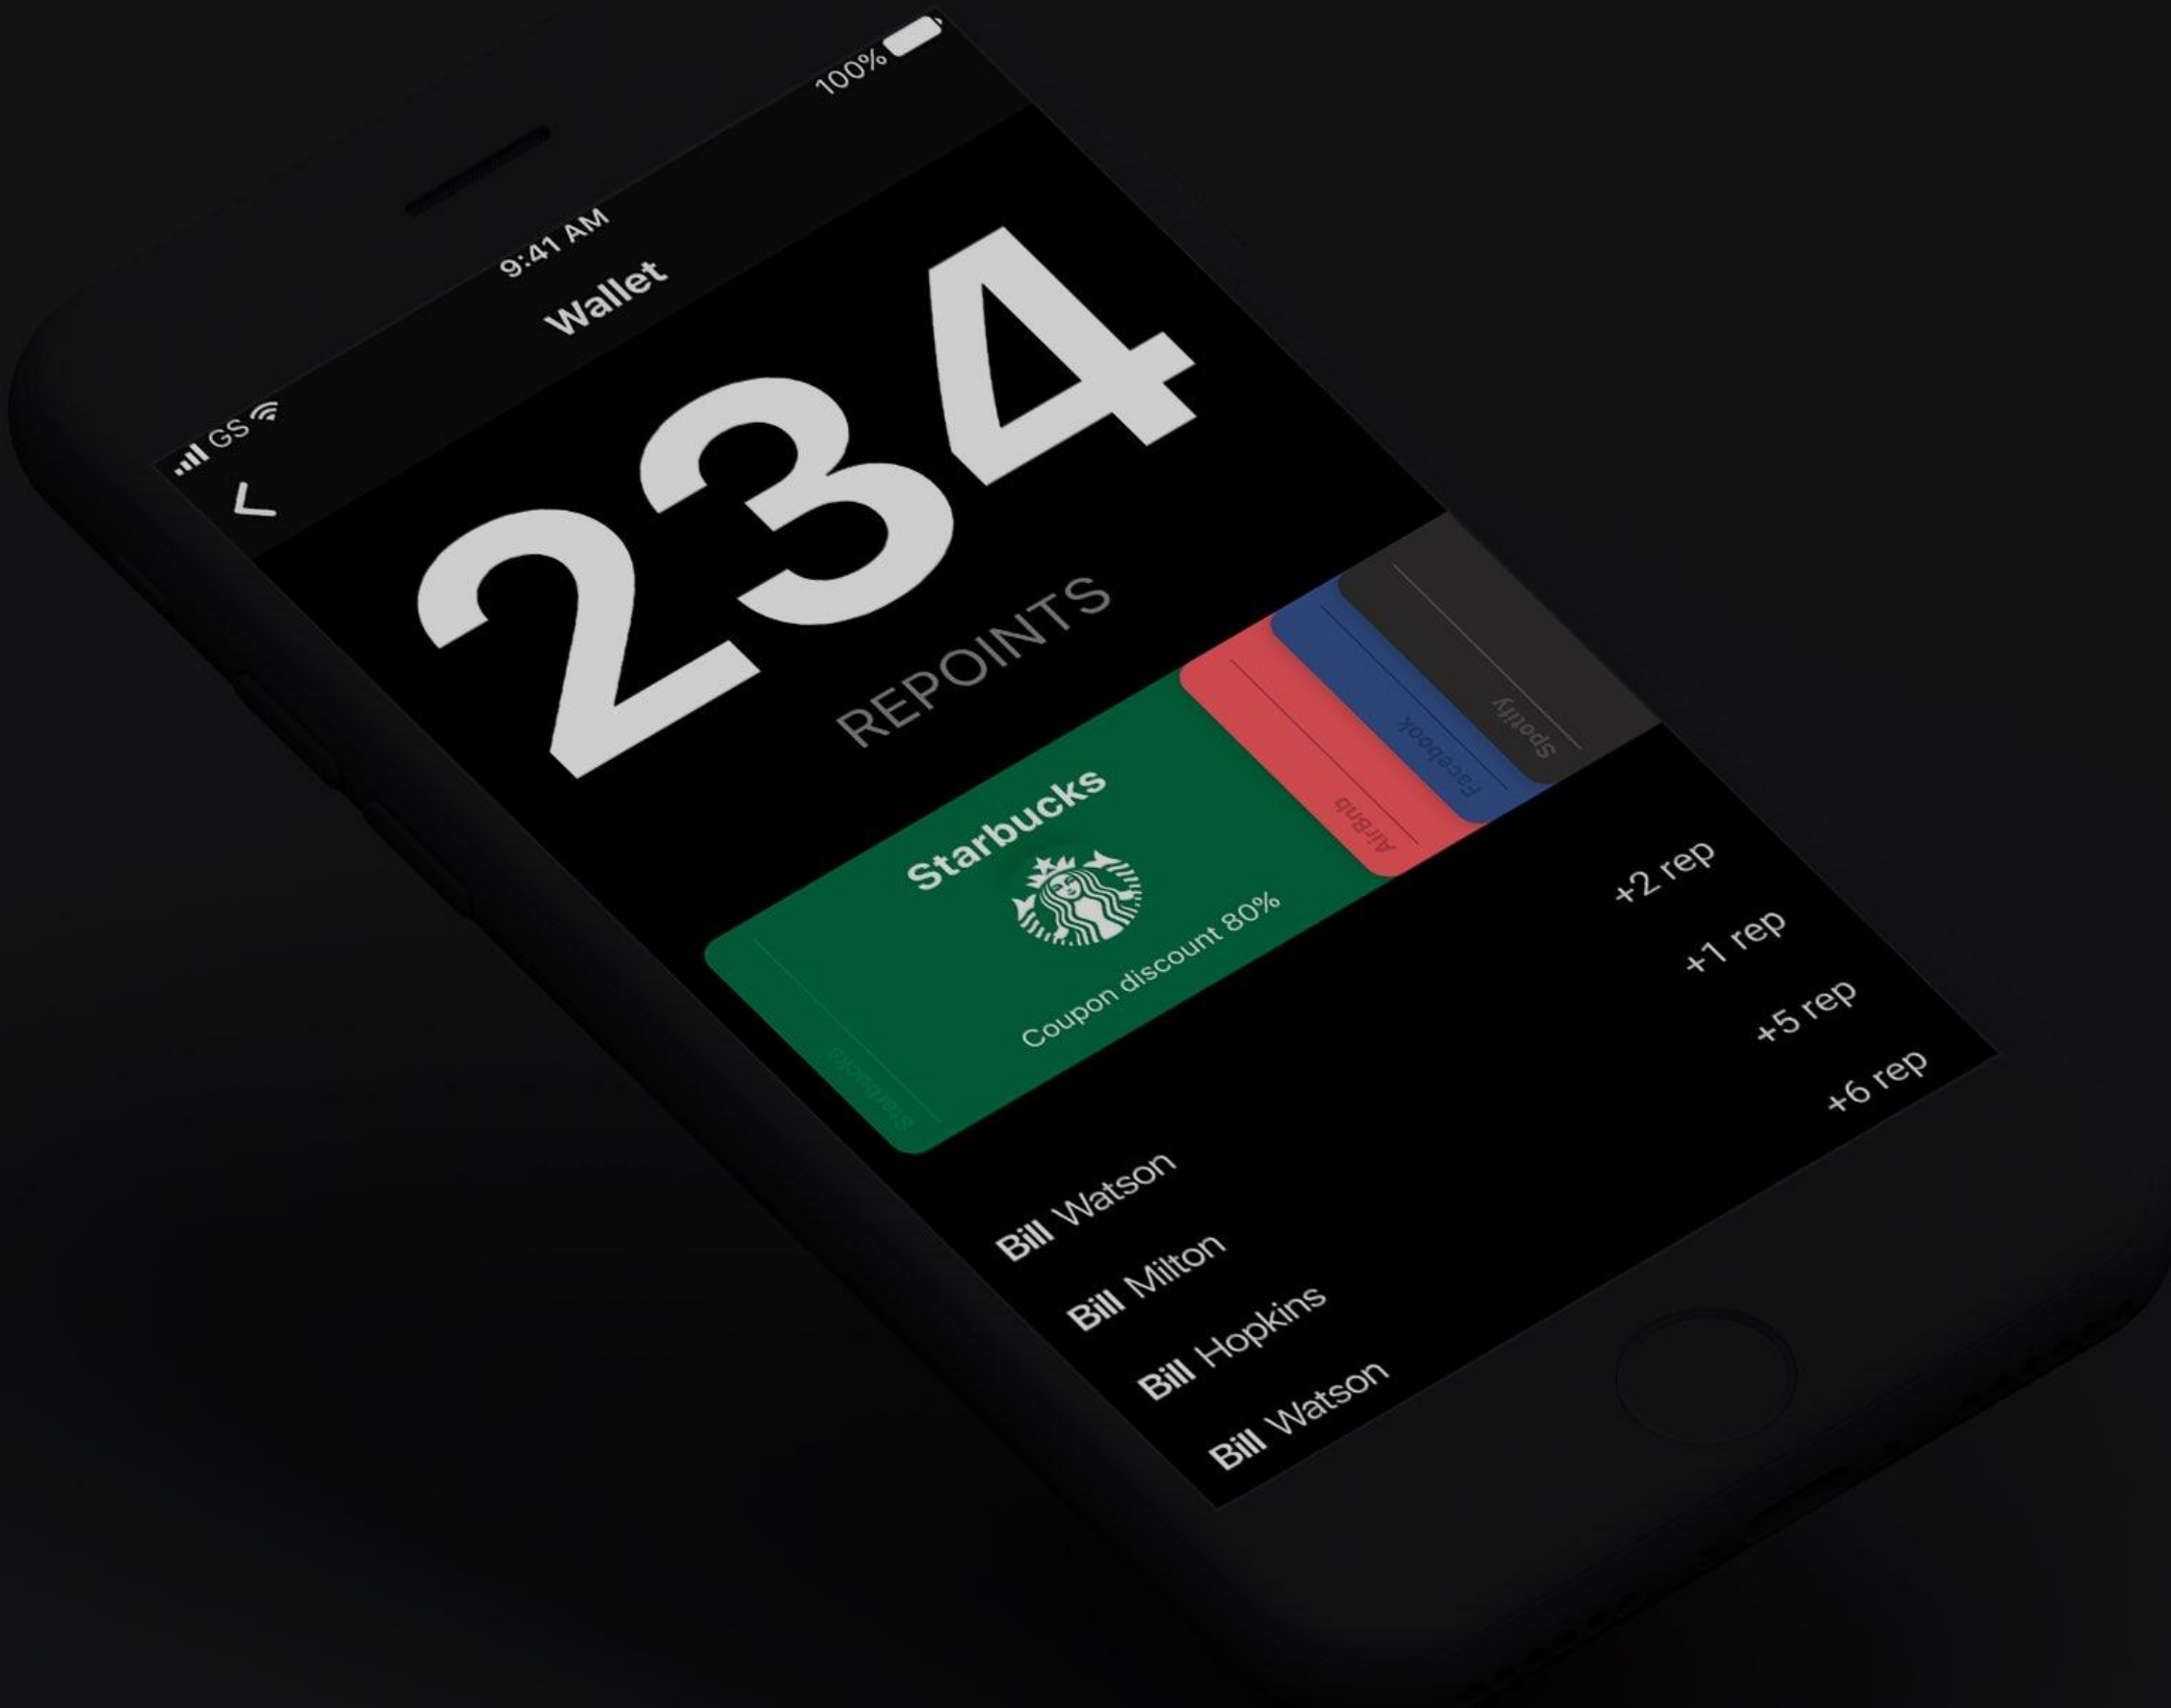 GS 9:41 AM 100%
Wallet
234
REPOINTS
Starbucks
Coupon discount 80%
Starbucks
AirBnb
Facebook
Spotify
Bill Watson +2 rep
Bill Milton +1 rep
Bill Hopkins +5 rep
Bill Watson +6 rep